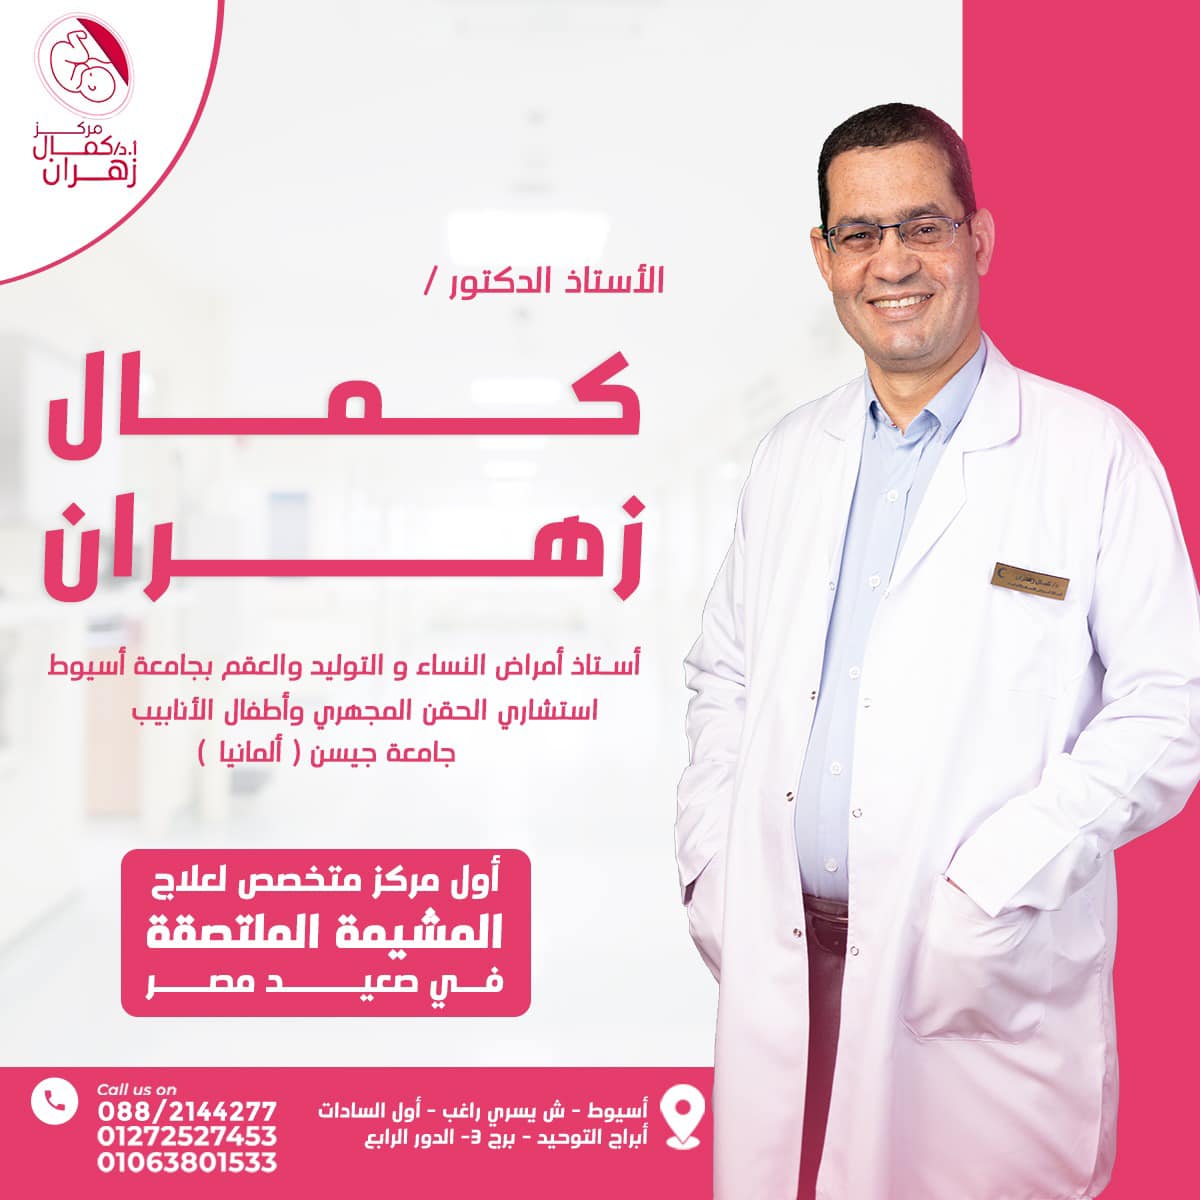 مركز
ا.د/كمال
زهران
الأستاذ الدكتور /
كمال
زهران
أستاذ أمراض النساء و التوليد والعقم بجامعة أسيوط
استشاري الحقن المجهري وأطفال الأنابيب
جامعة جيسن ( ألمانيا )
أول مركز متخصص لعلاج
المشيمة الملتصقة
في صعيد مصر
أسيوط - ش يسري راغب - أول السادات
أبراج التوحيد - برج 3- الدور الرابع
Call us on
088/2144277
01272527453
01063801533